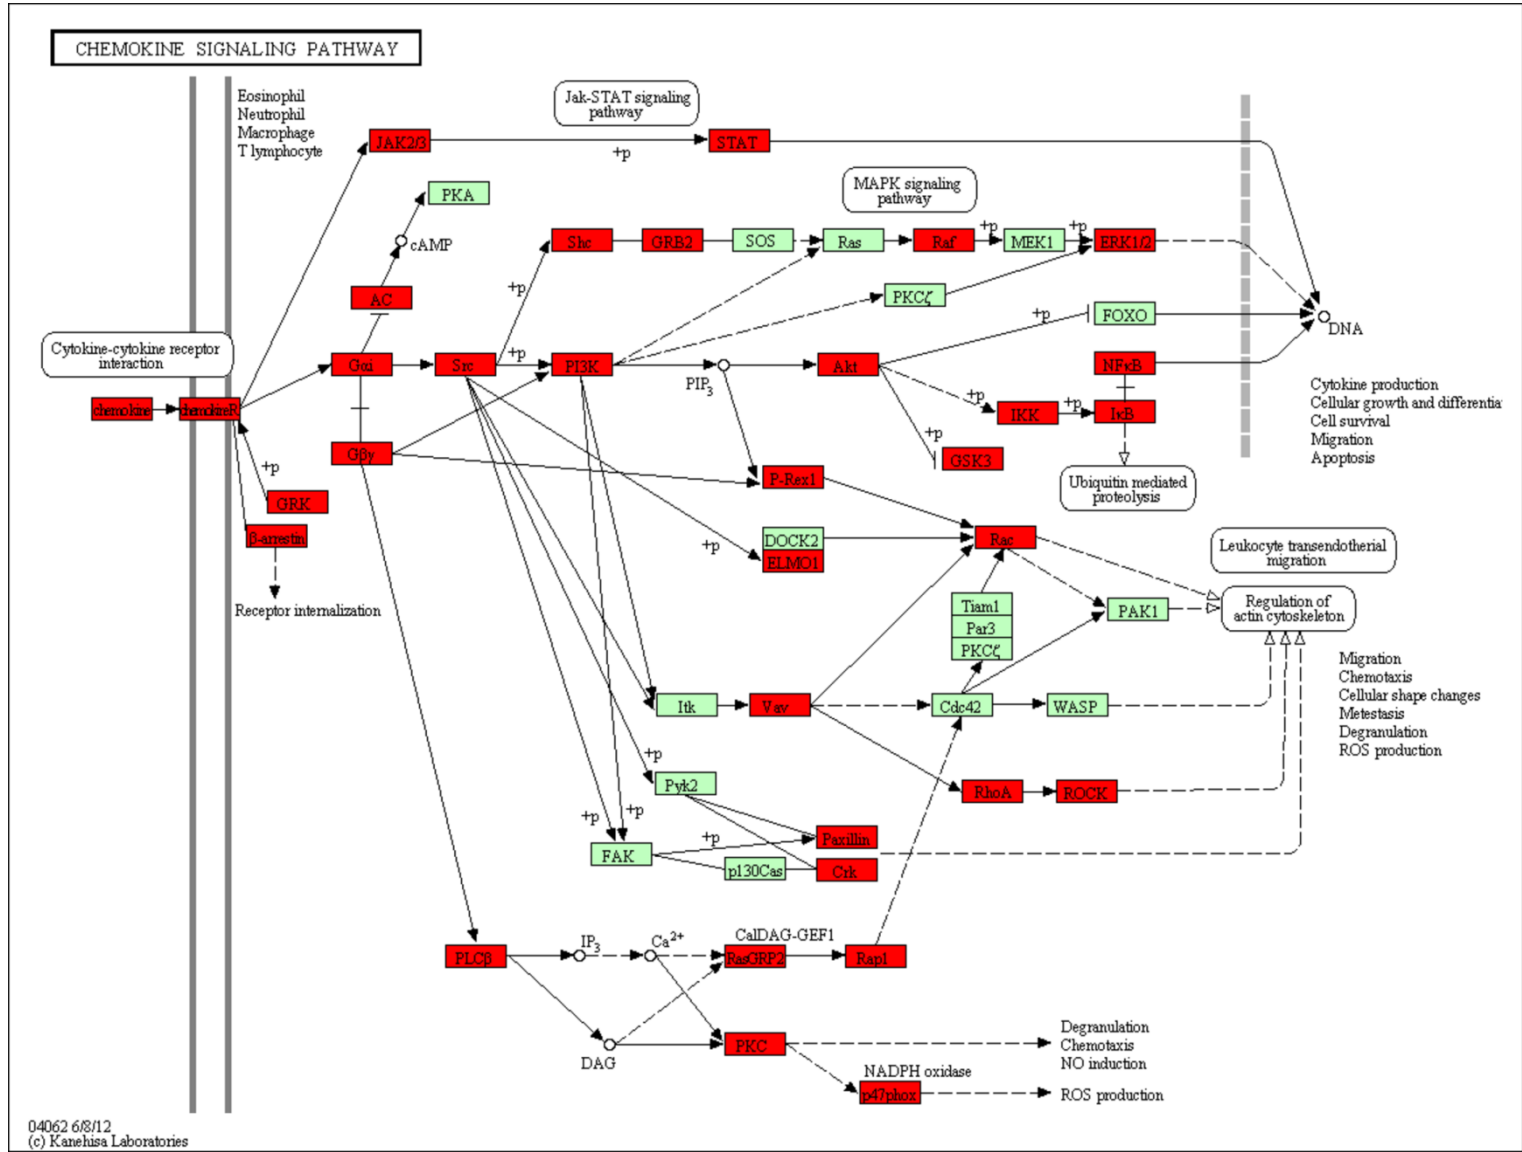 CHEMOKINE SIGNALING PATHWAY
Eosinophil
Neutrophil
Macrophage
T lymphocyte
Jak-STAT signaling
pathway
JAK2/3
+p
STAT
MAPK signaling
pathway
PKA
cAMP
Shc
GRB2
SOS
Ras
Raf
+p
MEK1
+p
ERK1/2
+p
AC
PKCζ
+p
FOXO
DNA
Cytokine-cytokine receptor
interaction
Gαi
Src
+p
PI3K
PIP3
Akt
NFκB
chemokine
chemokineR
+p
IKK
+p
IκB
Cytokine production
Cellular growth and differentia
Cell survival
Migration
Apoptosis
Gβγ
+p
GSK3
+p
GRK
P-Rex1
Ubiquitin mediated
proteolysis
β-arrestin
+p
DOCK2
ELMO1
Rac
Leukocyte transendotherial
migration
Receptor internalization
Tiam1
Par3
PKCζ
PAK1
Regulation of
actin cytoskeleton
Migration
Chemotaxis
Cellular shape changes
Metestasis
Degranulation
ROS production
Itk
Vav
Cdc42
WASP
+p
Pyk2
RhoA
ROCK
+p
+p
+p
Paxillin
FAK
p130Cas
Crk
CalDAG-GEF1
PLCβ
IP3
Ca2+
RasGRP2
Rap1
DAG
PKC
Degranulation
Chemotaxis
NO induction
NADPH oxidase
p47phox
ROS production
04062 6/8/12
(c) Kanehisa Laboratories